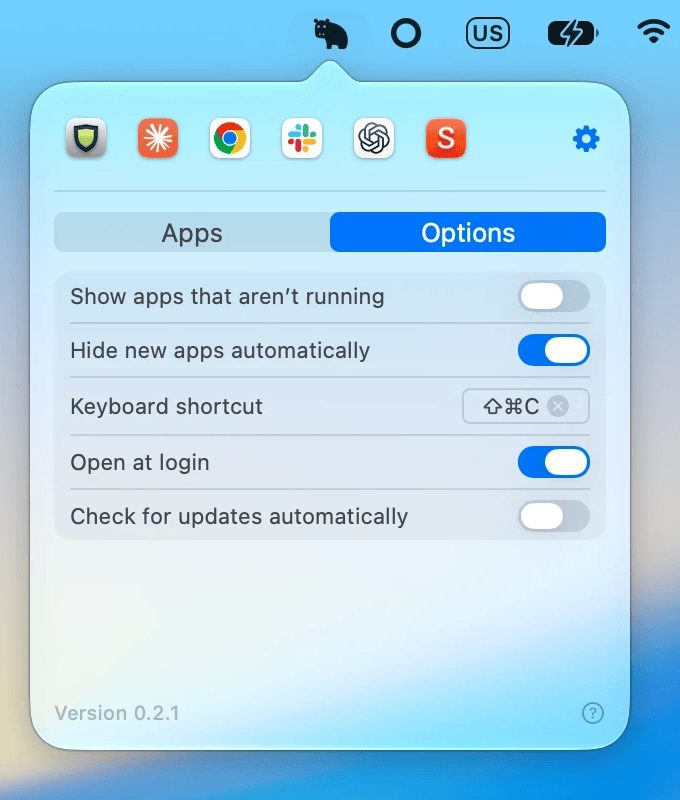 US
S
Apps
Options
Show apps that aren’t running
Hide new apps automatically
Keyboard shortcut
⇧⌘C
Open at login
Check for updates automatically
Version 0.2.1
?